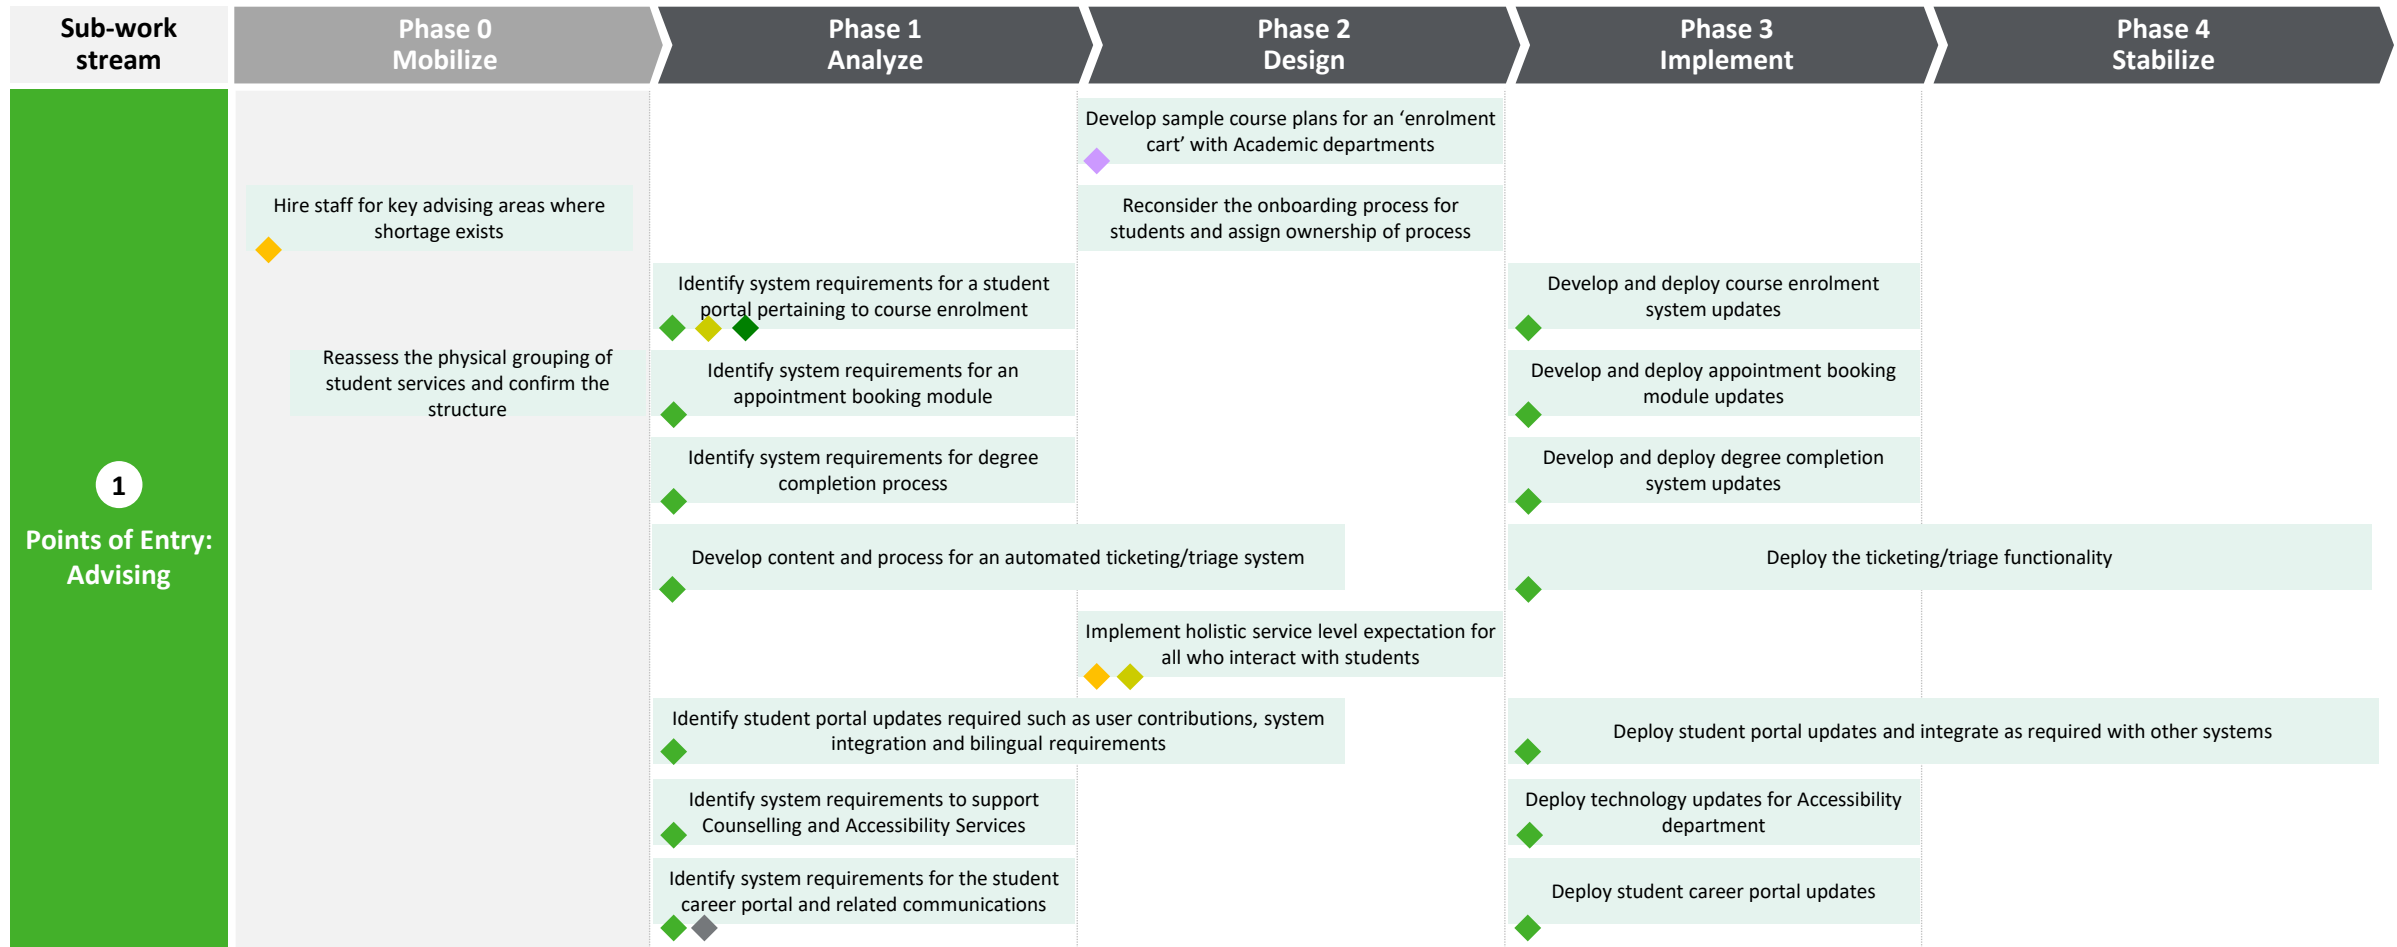 Sub-work
stream
Phase 0
Mobilize
Phase 1
Analyze
Phase 2
Design
Phase 3
Implement
Phase 4
Stabilize
1
Points of Entry:
Advising
Develop sample course plans for an ‘enrolment
cart’ with Academic departments
Hire staff for key advising areas where
shortage exists
Reconsider the onboarding process for
students and assign ownership of process
Identify system requirements for a student
portal pertaining to course enrolment
Develop and deploy course enrolment
system updates
Reassess the physical grouping of
student services and confirm the
structure
Identify system requirements for an
appointment booking module
Develop and deploy appointment booking
module updates
Identify system requirements for degree
completion process
Develop and deploy degree completion
system updates
Develop content and process for an automated ticketing/triage system
Deploy the ticketing/triage functionality
Implement holistic service level expectation for
all who interact with students
Identify student portal updates required such as user contributions, system
integration and bilingual requirements
Deploy student portal updates and integrate as required with other systems
Identify system requirements to support
Counselling and Accessibility Services
Deploy technology updates for Accessibility
department
Identify system requirements for the student
career portal and related communications
Deploy student career portal updates